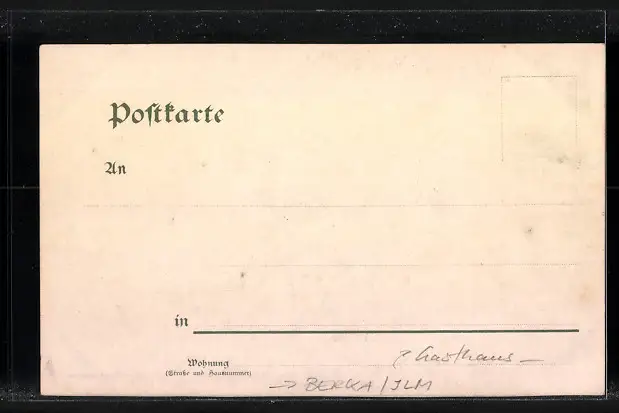 Postkarte
An
in
Wohnung
(Straße und Hausnummer)
? Gasthaus –
→ BERKA/ILM